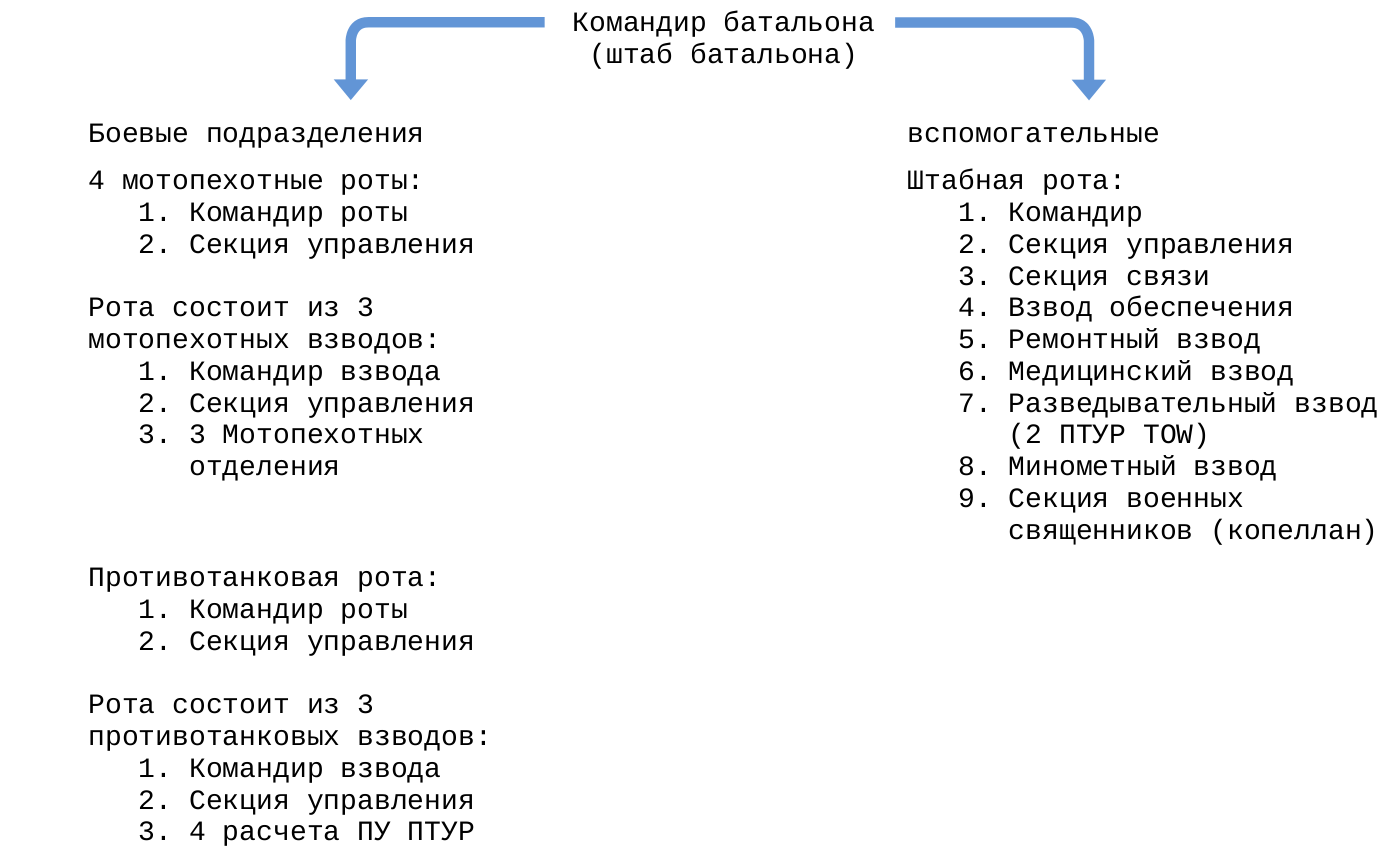 Командир батальона
(штаб батальона)
Боевые подразделения
4 мотопехотные роты:
1. Командир роты
2. Секция управления
Рота состоит из 3
мотопехотных взводов:
1. Командир взвода
2. Секция управления
3. 3 Мотопехотных
отделения
Противотанковая рота:
1. Командир роты
2. Секция управления
Рота состоит из 3
противотанковых взводов:
1. Командир взвода
2. Секция управления
3. 4 расчета ПУ ПТУР
вспомогательные
Штабная рота:
1. Командир
2. Секция управления
3. Секция связи
4. Взвод обеспечения
5. Ремонтный взвод
6. Медицинский взвод
7. Разведывательный взвод
(2 ПТУР TOW)
8. Минометный взвод
9. Секция военных
священников (копеллан)